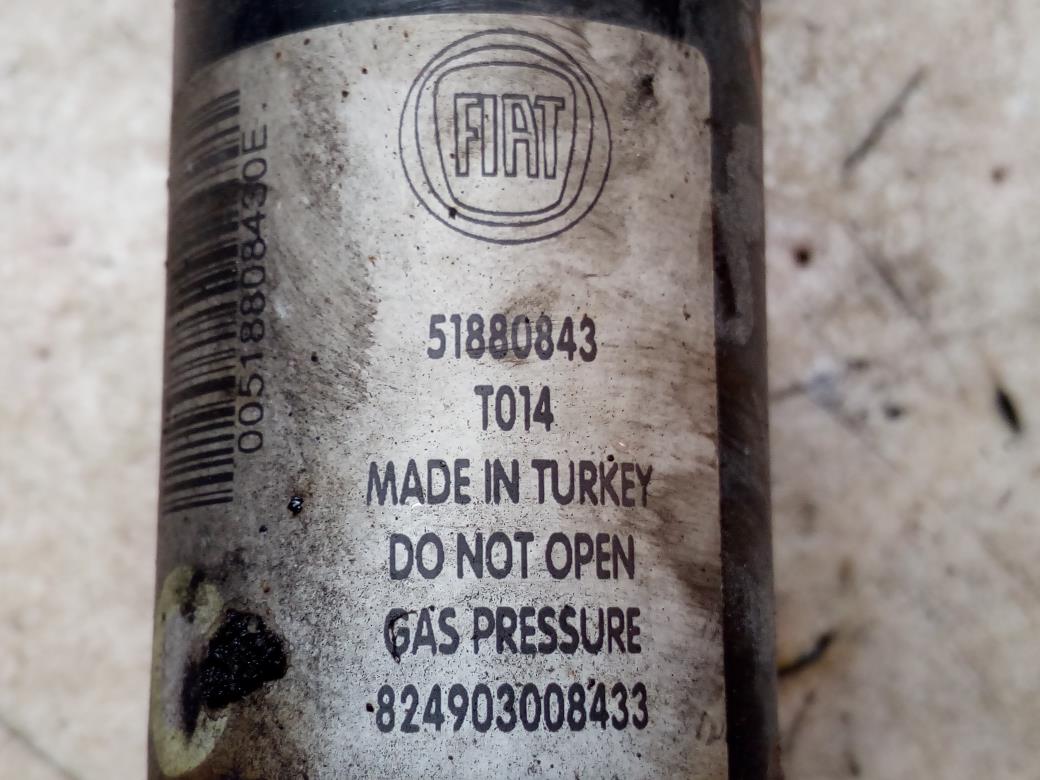 FIAT
51880843
T014
MADE IN TURKEY
DO NOT OPEN
GAS PRESSURE
824903008433
00518808430E